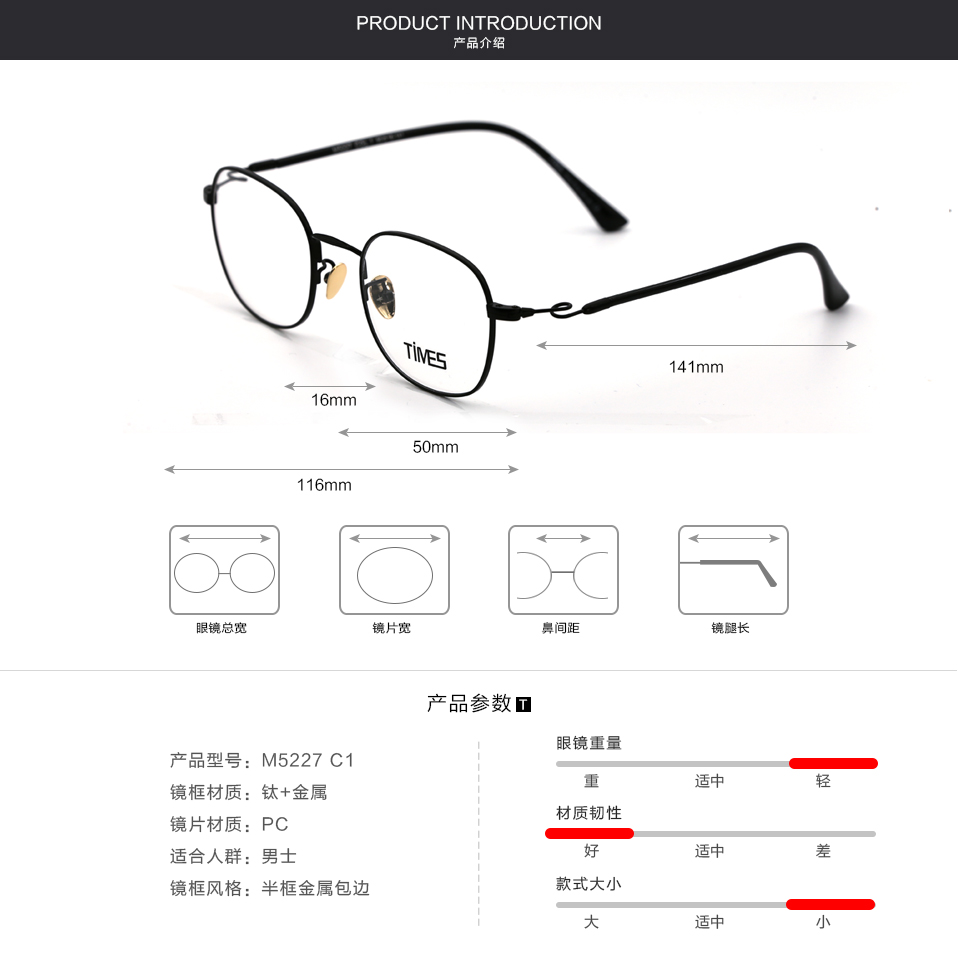 PRODUCT INTRODUCTION
产品介绍
TiMES
141mm
16mm
50mm
116mm
眼镜总宽
镜片宽
鼻间距
镜腿长
产品参数 T
产品型号: M5227 C1
镜框材质: 钛+金属
镜片材质: PC
适合人群: 男士
镜框风格: 半框金属包边
眼镜重量
重 适中 轻
材质韧性
好 适中 差
款式大小
大 适中 小